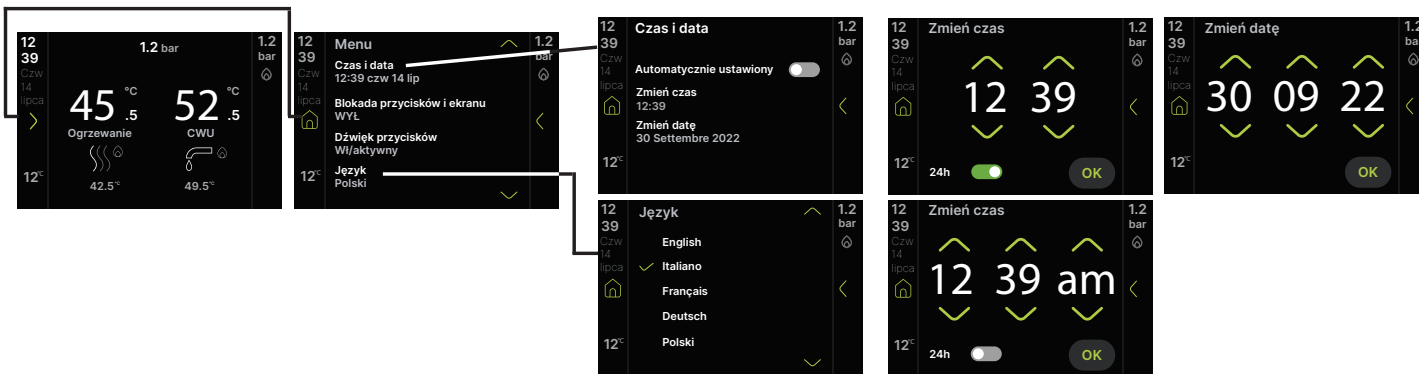 12
39
Czw
14
lipca
1.2 bar
1.2
bar
45 .5 °C
Ogrzewanie
42.5°C
52 .5 °C
CWU
49.5°C
12°C
12
39
Czw
14
lipca
12°C
Menu
Czas i data
12:39 czw 14 lip
Blokada przycisków i ekranu
WYŁ
Dźwięk przycisków
Wł/aktywny
Język
Polski
1.2
bar
12
39
Czw
14
lipca
12°C
Czas i data
Automatycznie ustawiony
Zmień czas
12:39
Zmień datę
30 Settembre 2022
1.2
bar
12
39
Czw
14
lipca
12°C
Zmień czas
12 39
24h
OK
1.2
bar
12
39
Czw
14
lipca
12°C
Zmień datę
30 09 22
OK
1.2
bar
12
39
Czw
14
lipca
12°C
Język
English
Italiano
Français
Deutsch
Polski
1.2
bar
12
39
Czw
14
lipca
12°C
Zmień czas
12 39 am
24h
OK
1.2
bar